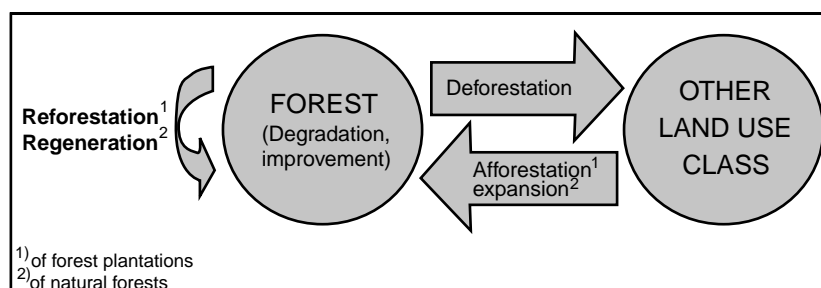 Reforestation¹
Regeneration²
FOREST
(Degradation,
improvement)
Deforestation
Afforestation¹
expansion²
OTHER
LAND USE
CLASS
¹⁾of forest plantations
²⁾of natural forests